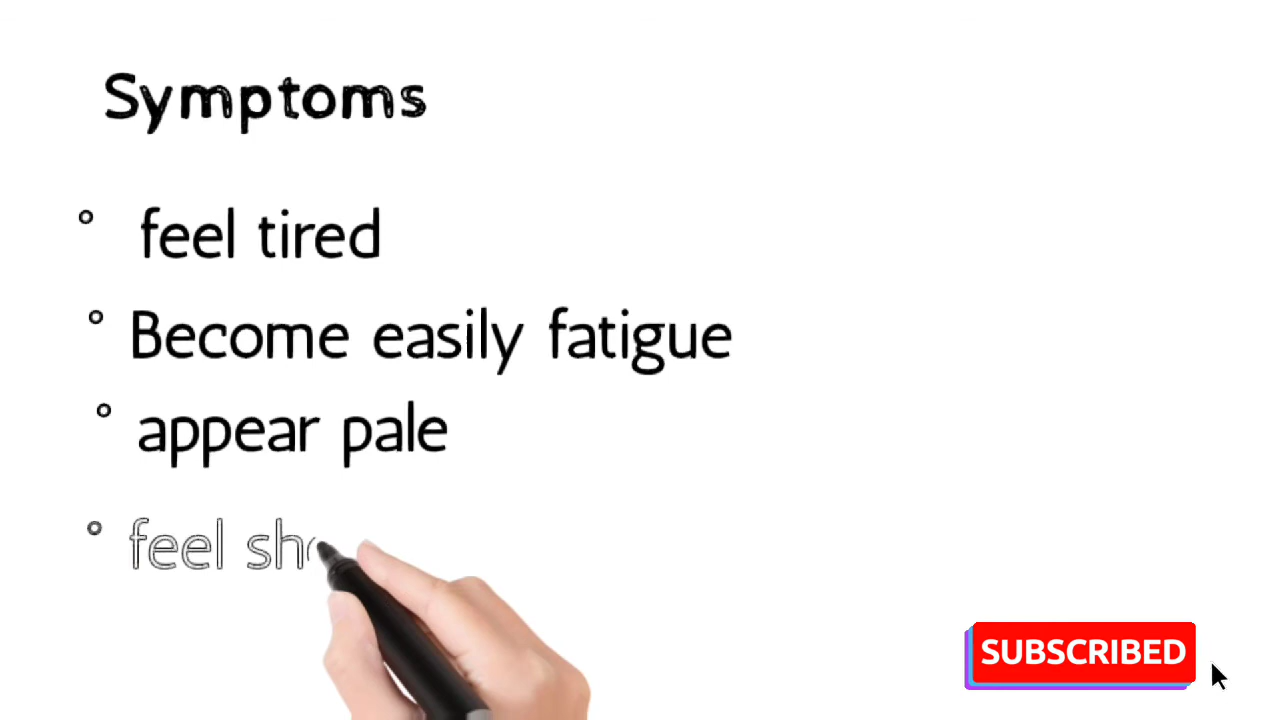 Symptoms
° feel tired
° Become easily fatigue
° appear pale
° feel sh
SUBSCRIBED